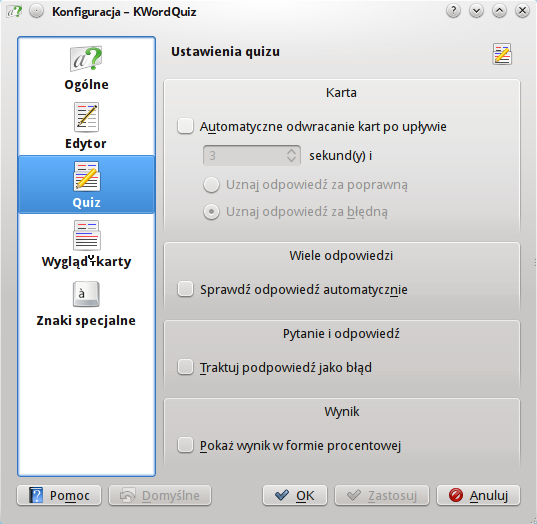 Konfiguracja – KWordQuiz
Ogólne
Edytor
Quiz
Wygląd karty
Znaki specjalne
Ustawienia quizu
Karta
Automatyczne odwracanie kart po upływie
3 sekund(y) i
Uznaj odpowiedź za poprawną
Uznaj odpowiedź za błędną
Wiele odpowiedzi
Sprawdź odpowiedź automatycznie
Pytanie i odpowiedź
Traktuj podpowiedź jako błąd
Wynik
Pokaż wynik w formie procentowej
Pomoc Domyślne OK Zastosuj Anuluj